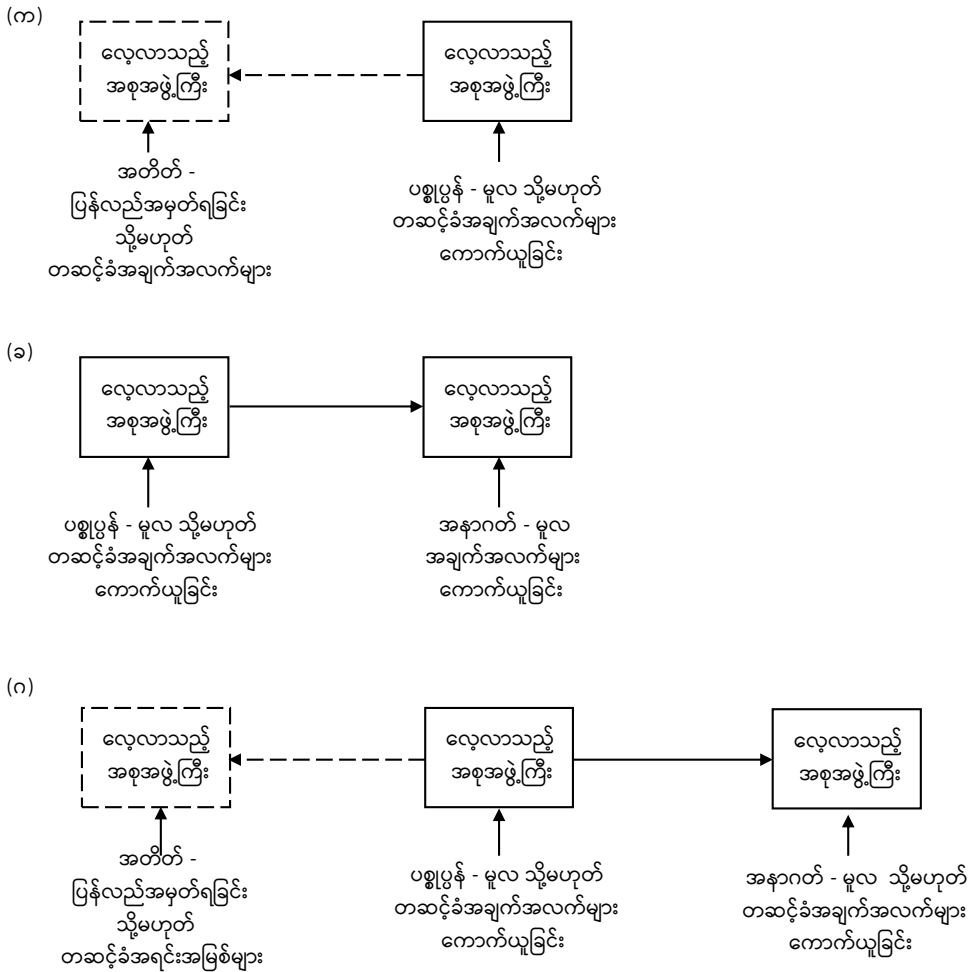 (က)
လေ့လာသည့်
အစုအဖွဲ့ကြီး
လေ့လာသည့်
အစုအဖွဲ့ကြီး
အတိတ် -
ပြန်လည်အမှတ်ရခြင်း
သို့မဟုတ်
တဆင့်ခံအချက်အလက်များ
ပစ္စုပ္ပန် - မူလ သို့မဟုတ်
တဆင့်ခံအချက်အလက်များ
ကောက်ယူခြင်း
(ခ)
လေ့လာသည့်
အစုအဖွဲ့ကြီး
လေ့လာသည့်
အစုအဖွဲ့ကြီး
ပစ္စုပ္ပန် - မူလ သို့မဟုတ်
တဆင့်ခံအချက်အလက်များ
ကောက်ယူခြင်း
အနာဂတ် - မူလ
အချက်အလက်များ
ကောက်ယူခြင်း
(ဂ)
လေ့လာသည့်
အစုအဖွဲ့ကြီး
လေ့လာသည့်
အစုအဖွဲ့ကြီး
လေ့လာသည့်
အစုအဖွဲ့ကြီး
အတိတ် -
ပြန်လည်အမှတ်ရခြင်း
သို့မဟုတ်
တဆင့်ခံအရင်းအမြစ်များ
ပစ္စုပ္ပန် - မူလ သို့မဟုတ်
တဆင့်ခံအချက်အလက်များ
ကောက်ယူခြင်း
အနာဂတ် - မူလ သို့မဟုတ်
တဆင့်ခံအချက်အလက်များ
ကောက်ယူခြင်း